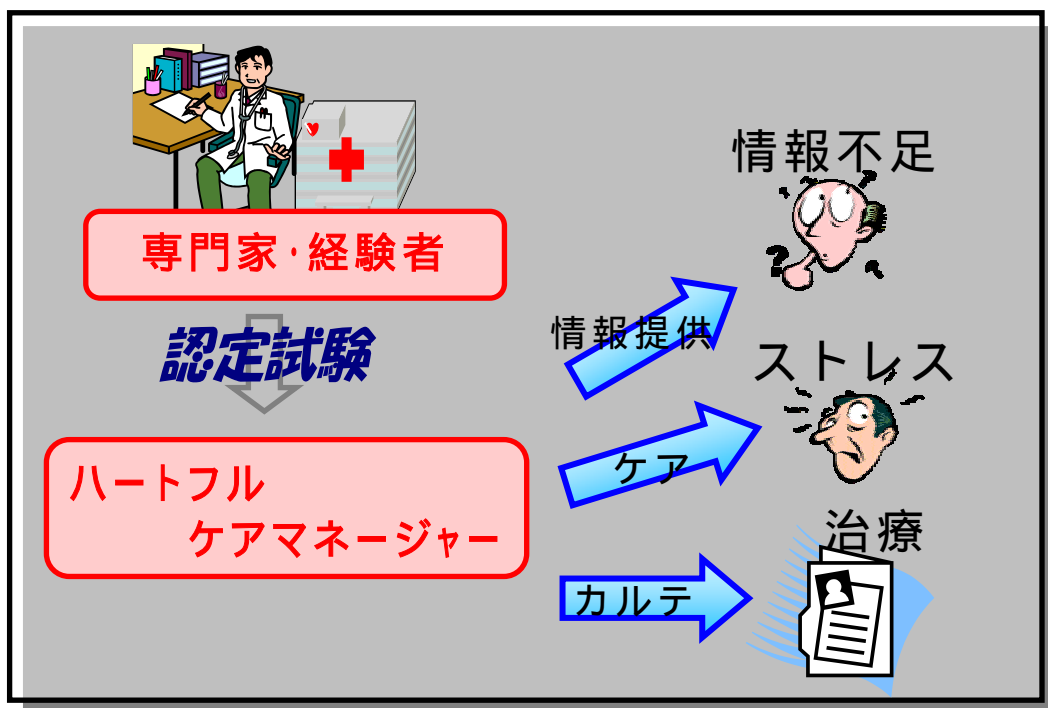 専門家・経験者
認定試験
ハートフル
ケアマネージャー
情報提供
ケア
カルテ
情報不足
ストレス
治療